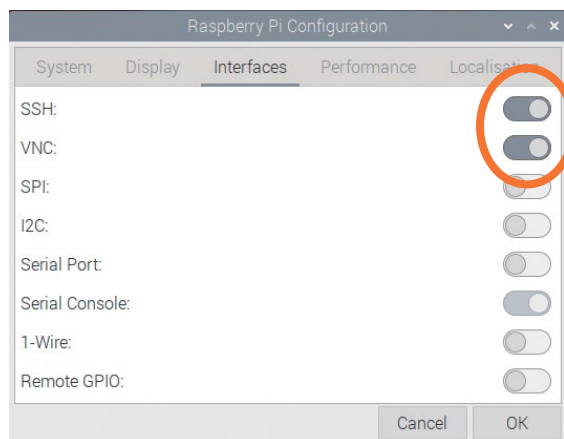 Raspberry Pi Configuration
System Display Interfaces Performance Localisation
SSH:
VNC:
SPI:
I2C:
Serial Port:
Serial Console:
1-Wire:
Remote GPIO:
Cancel OK